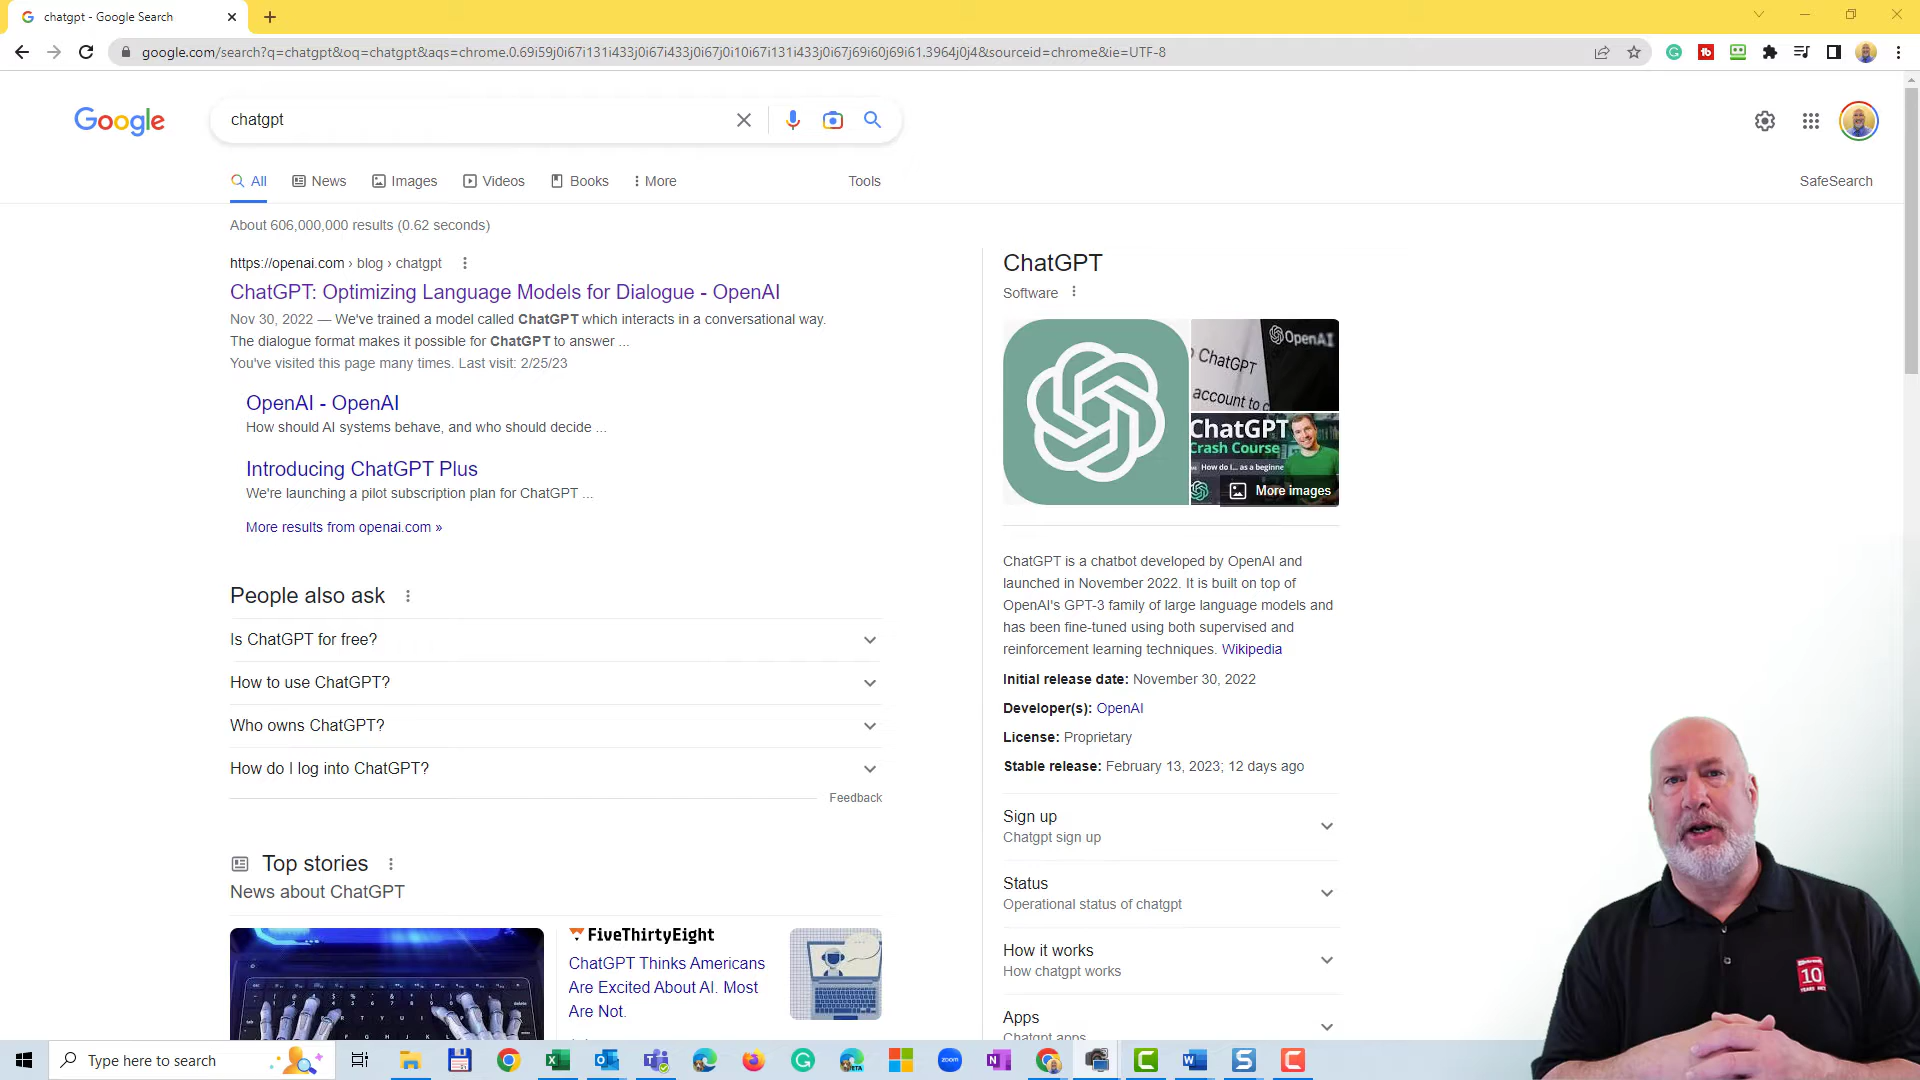 chatgpt - Google Search
google.com/search?q=chatgpt&oq=chatgpt&aqs=chrome.0.69i59j0i67i131i433j0i67i433j0i67j0i10i67i131i433j0i67j69i60j69i61.3964j0j4&sourceid=chrome&ie=UTF-8
Google
chatgpt
All
News
Images
Videos
Books
More
Tools
SafeSearch
About 606,000,000 results (0.62 seconds)
https://openai.com › blog › chatgpt
ChatGPT: Optimizing Language Models for Dialogue - OpenAI
Nov 30, 2022 — We've trained a model called ChatGPT which interacts in a conversational way.
The dialogue format makes it possible for ChatGPT to answer ...
You've visited this page many times. Last visit: 2/25/23
OpenAI - OpenAI
How should AI systems behave, and who should decide ...
Introducing ChatGPT Plus
We're launching a pilot subscription plan for ChatGPT ...
More results from openai.com »
People also ask
Is ChatGPT for free?
How to use ChatGPT?
Who owns ChatGPT?
How do I log into ChatGPT?
Feedback
Top stories
News about ChatGPT
FiveThirtyEight
ChatGPT Thinks Americans
Are Excited About AI. Most
Are Not.
ChatGPT
Software
OpenAI
ChatGPT
account to c
ChatGPT
Crash Course
How do I... as a beginne
More images
ChatGPT is a chatbot developed by OpenAI and
launched in November 2022. It is built on top of
OpenAI's GPT-3 family of large language models and
has been fine-tuned using both supervised and
reinforcement learning techniques. Wikipedia
Initial release date: November 30, 2022
Developer(s): OpenAI
License: Proprietary
Stable release: February 13, 2023; 12 days ago
Sign up
Chatgpt sign up
Status
Operational status of chatgpt
How it works
How chatgpt works
Apps
Chatgpt apps
10
Type here to search
zoom